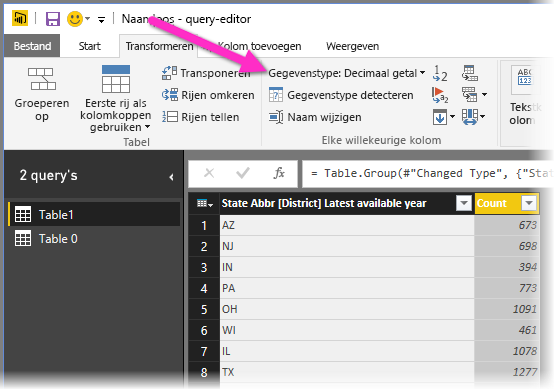 Naamloos - query-editor
Bestand Start Transformeren Kolom toevoegen Weergeven
Groeperen op
Eerste rij als kolomkoppen gebruiken
Transponeren
Rijen omkeren
Rijen tellen
Tabel
Gegevenstype: Decimaal getal
Gegevenstype detecteren
Naam wijzigen
Elke willekeurige kolom
1 2
2 queries
Table1
Table 0
= Table.Group(#"Changed Type", {"Stat
State Abbr [District] Latest available year Count
1 AZ 673
2 NJ 698
3 IN 394
4 PA 773
5 OH 1091
6 WI 461
7 IL 1078
8 TX 1277